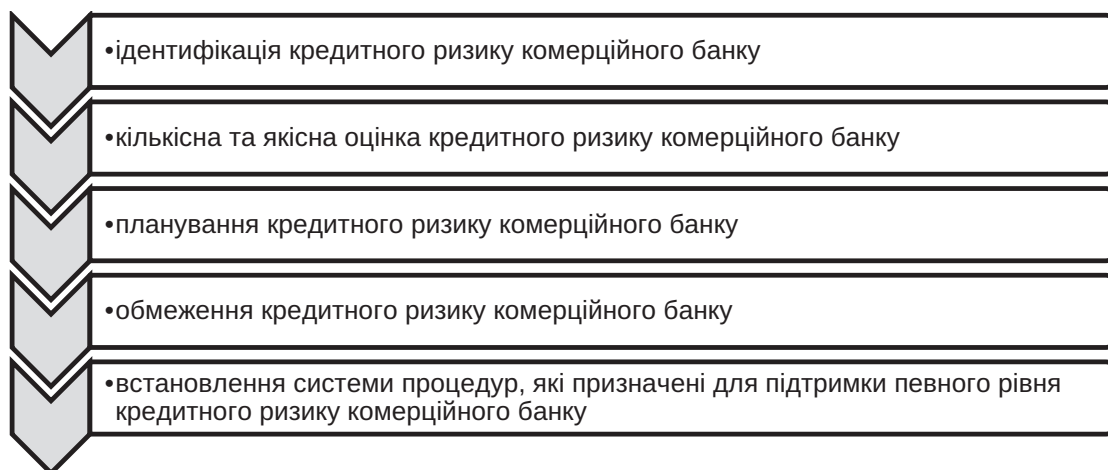 •ідентифікація кредитного ризику комерційного банку
•кількісна та якісна оцінка кредитного ризику комерційного банку
•планування кредитного ризику комерційного банку
•обмеження кредитного ризику комерційного банку
•встановлення системи процедур, які призначені для підтримки певного рівня
кредитного ризику комерційного банку